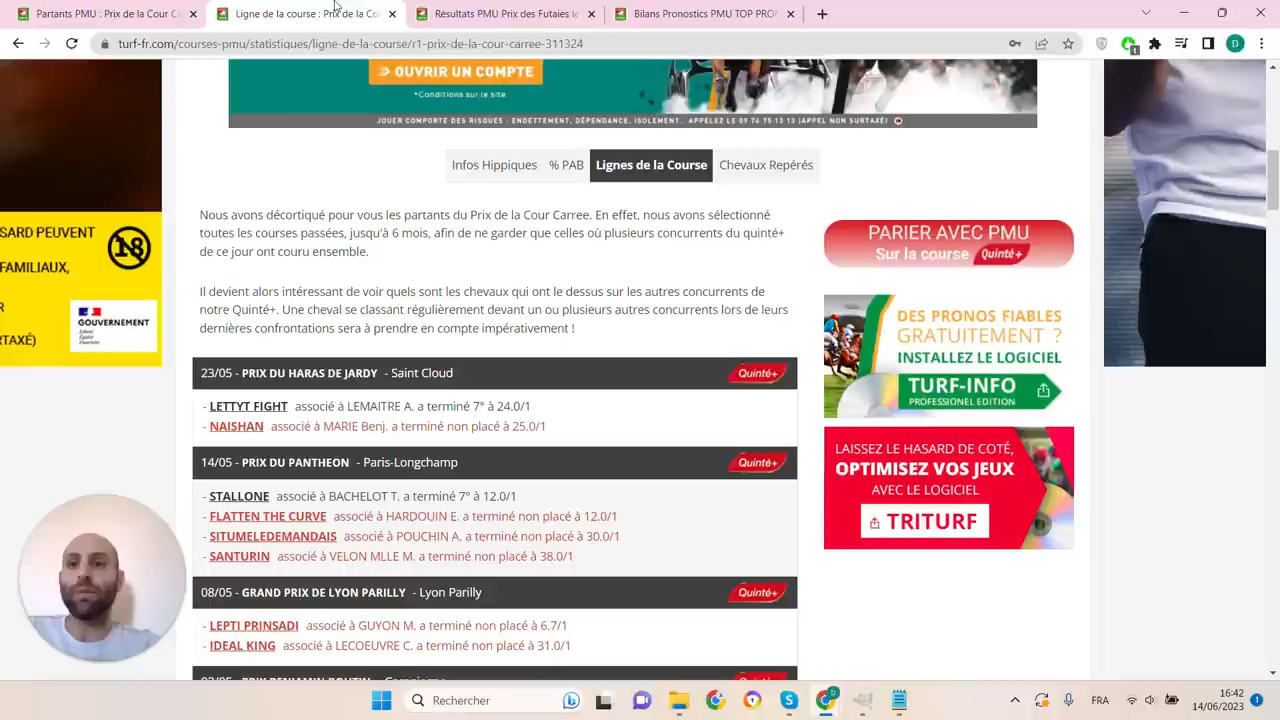 Ligne de course : Prix de la Cour C
Ligne de la course : Prix de la Co
Ligne de la course : Prix des Futaies le
Bilans Pronostics PMU TOP PRO
turf-fr.com/pmu/statistiques/lignes-de-la-course/r1-prix-de-la-cour-carree-311324
1
D
OUVRIR UN COMPTE
*Conditions sur le site
JOUER COMPORTE DES RISQUES : ENDETTEMENT, DÉPENDANCE, ISOLEMENT. APPELEZ LE 09 74 75 13 13 (APPEL NON SURTAXÉ)
Infos Hippiques % PAB Lignes de la Course Chevaux Repérés
Nous avons décortiqué pour vous les partants du Prix de la Cour Carree. En effet, nous avons sélectionné
toutes les courses passées, jusqu'à 6 mois, afin de ne garder que celles où plusieurs concurrents du quinté+
de ce jour ont couru ensemble.
Il devient alors intéressant de voir quels sont les chevaux qui ont le dessus sur les autres concurrents de
notre Quinté+. Une cheval se classant régulièrement devant un ou plusieurs autres concurrents lors de leurs
dernières confrontations sera à prendre en compte impérativement !
23/05 - PRIX DU HARAS DE JARDY - Saint Cloud
Quinté+
- LETTYT FIGHT associé à LEMAITRE A. a terminé 7° à 24.0/1
- NAISHAN associé à MARIE Benj. a terminé non placé à 25.0/1
14/05 - PRIX DU PANTHEON - Paris-Longchamp
Quinté+
- STALLONE associé à BACHELOT T. a terminé 7° à 12.0/1
- FLATTEN THE CURVE associé à HARDOUIN E. a terminé non placé à 12.0/1
- SITUMELEDEMANDAIS associé à POUCHIN A. a terminé non placé à 30.0/1
- SANTURIN associé à VELON MLLE M. a terminé non placé à 38.0/1
08/05 - GRAND PRIX DE LYON PARILLY - Lyon Parilly
Quinté+
- LEPTI PRINSADI associé à GUYON M. a terminé non placé à 6.7/1
- IDEAL KING associé à LECOEUVRE C. a terminé non placé à 31.0/1
SARD PEUVENT
18
FAMILIAUX,
R
RTAXÉ)
GOUVERNEMENT
Liberté
Égalité
Fraternité
PARIER AVEC PMU
Sur la course Quinté+
DES PRONOS FIABLES
GRATUITEMENT ?
INSTALLEZ LE LOGICIEL
TURF-INFO
PROFESSIONEL EDITION
LAISSEZ LE HASARD DE COTÉ,
OPTIMISEZ VOS JEUX
AVEC LE LOGICIEL
TRITURF
Rechercher
FRA
16:42
14/06/2023